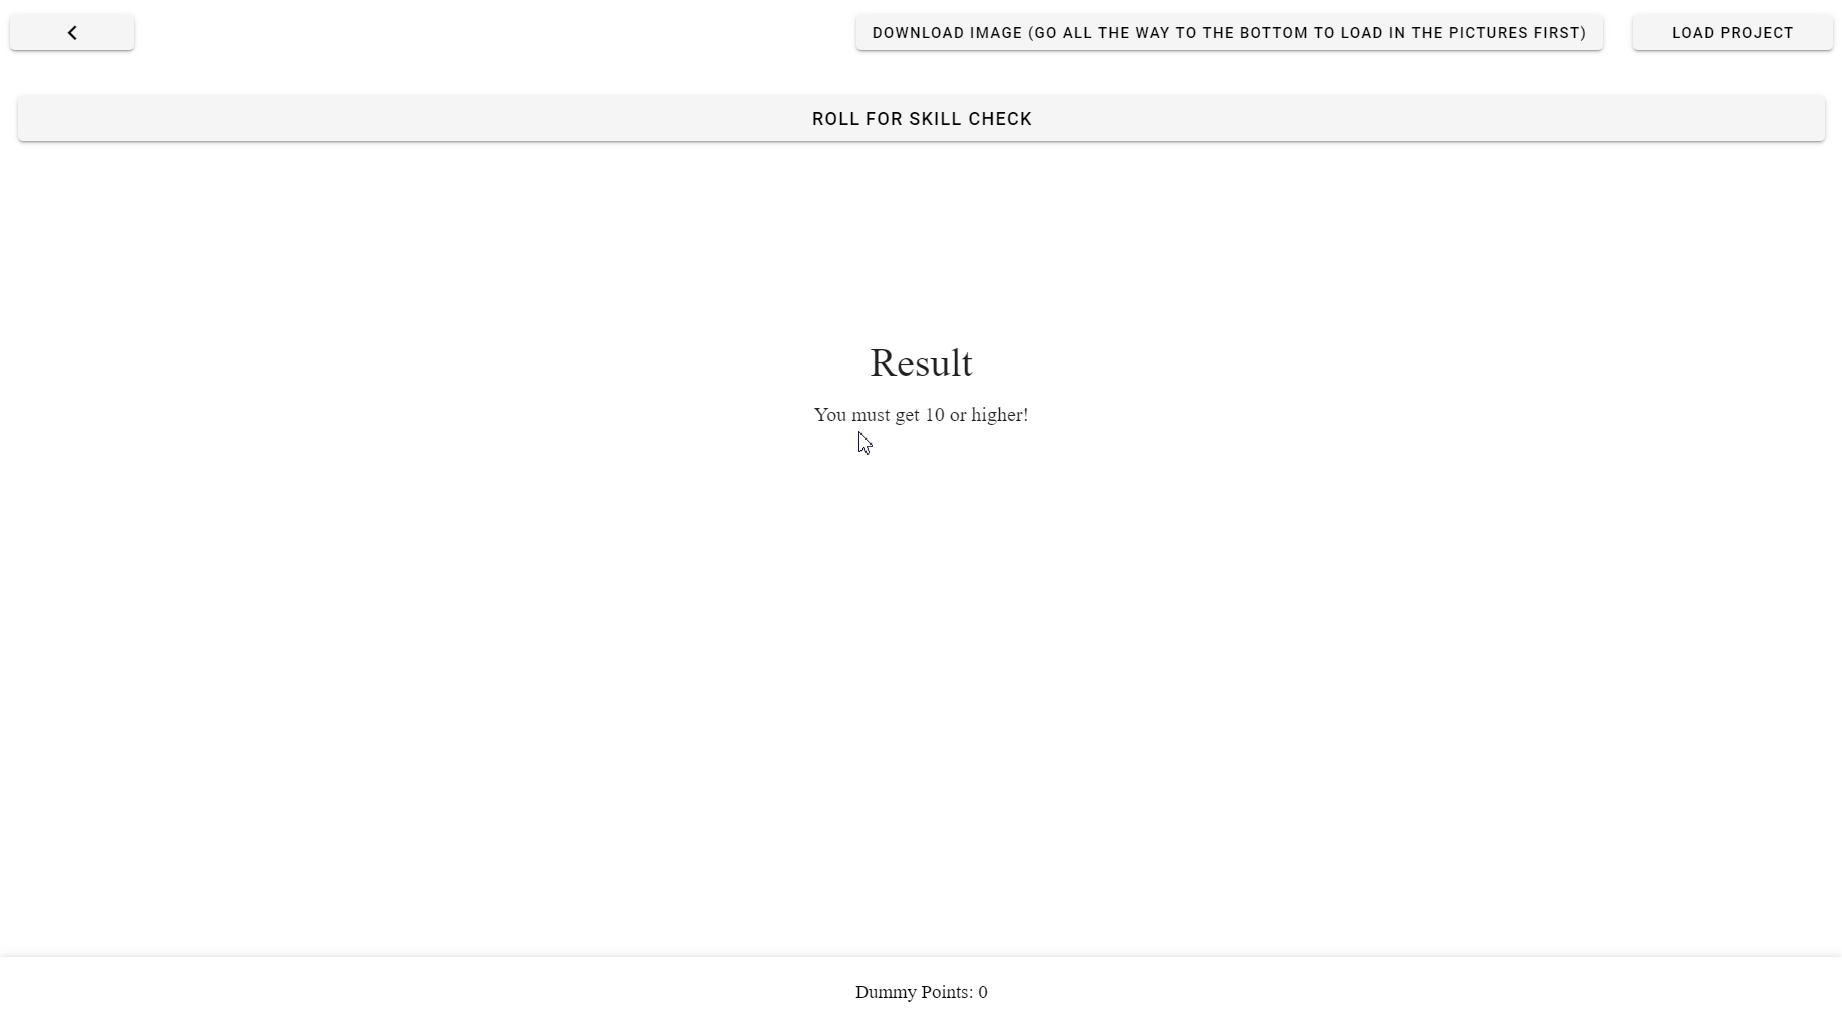 DOWNLOAD IMAGE (GO ALL THE WAY TO THE BOTTOM TO LOAD IN THE PICTURES FIRST)
LOAD PROJECT
ROLL FOR SKILL CHECK
Result
You must get 10 or higher!
Dummy Points: 0